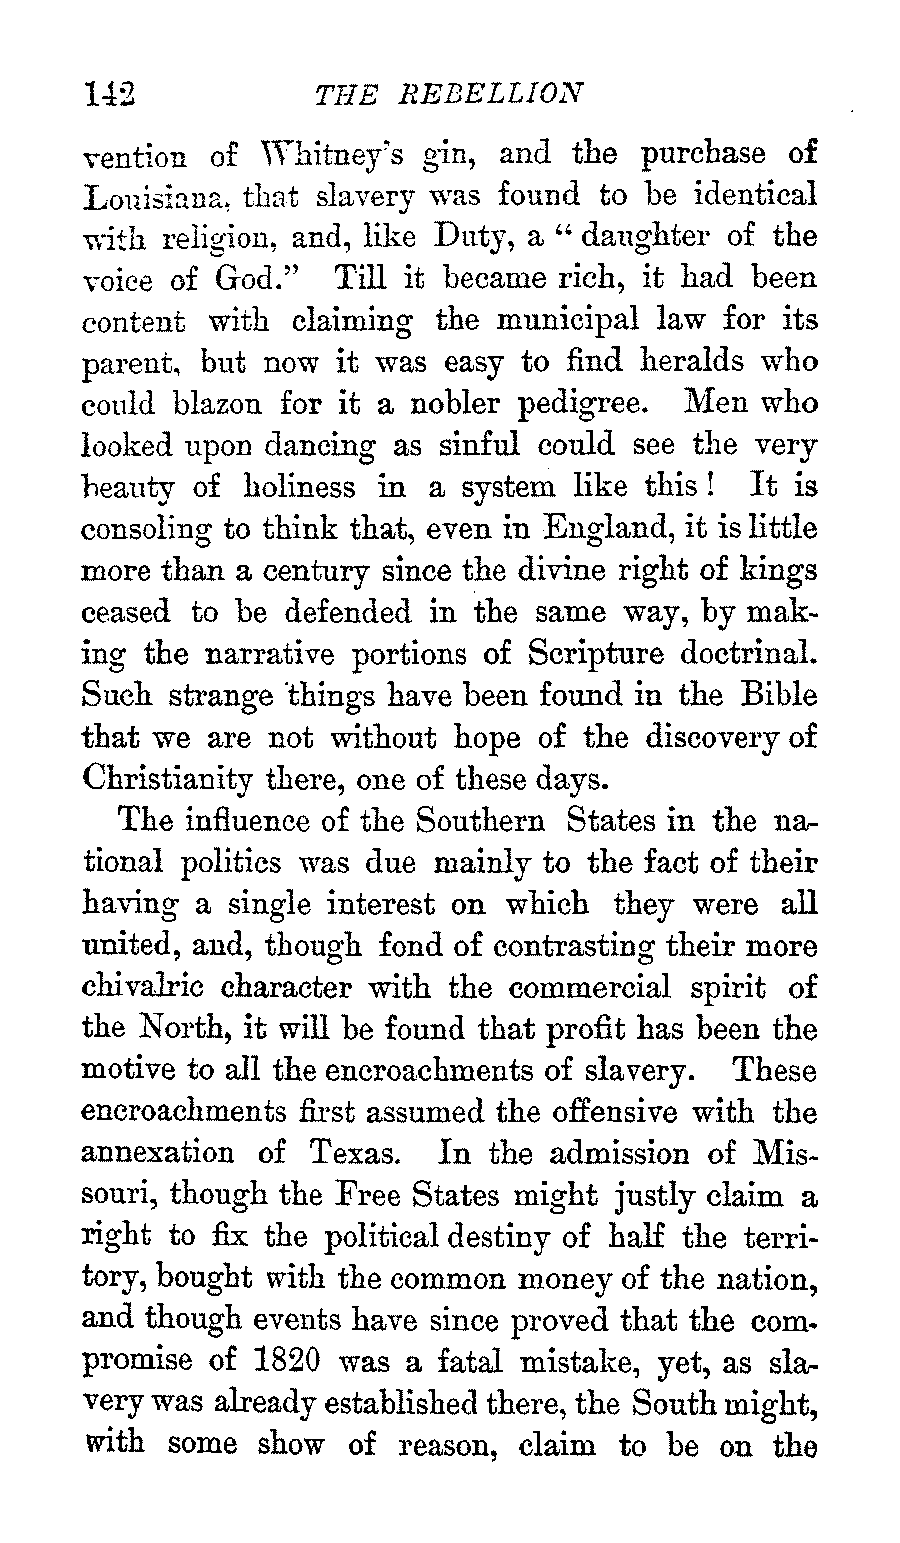 142 THE REBELLION
vention of Whitney's gin, and the purchase of
Louisiana, that slavery was found to be identical
with religion, and, like Duty, a “ daughter of the
voice of God.” Till it became rich, it had been
content with claiming the municipal law for its
parent, but now it was easy to find heralds who
could blazon for it a nobler pedigree. Men who
looked upon dancing as sinful could see the very
beauty of holiness in a system like this ! It is
consoling to think that, even in England, it is little
more than a century since the divine right of kings
ceased to be defended in the same way, by mak-
ing the narrative portions of Scripture doctrinal.
Such strange things have been found in the Bible
that we are not without hope of the discovery of
Christianity there, one of these days.
The influence of the Southern States in the na-
tional politics was due mainly to the fact of their
having a single interest on which they were all
united, and, though fond of contrasting their more
chivalric character with the commercial spirit of
the North, it will be found that profit has been the
motive to all the encroachments of slavery. These
encroachments first assumed the offensive with the
annexation of Texas. In the admission of Mis-
souri, though the Free States might justly claim a
right to fix the political destiny of half the terri-
tory, bought with the common money of the nation,
and though events have since proved that the com-
promise of 1820 was a fatal mistake, yet, as sla-
very was already established there, the South might,
with some show of reason, claim to be on the